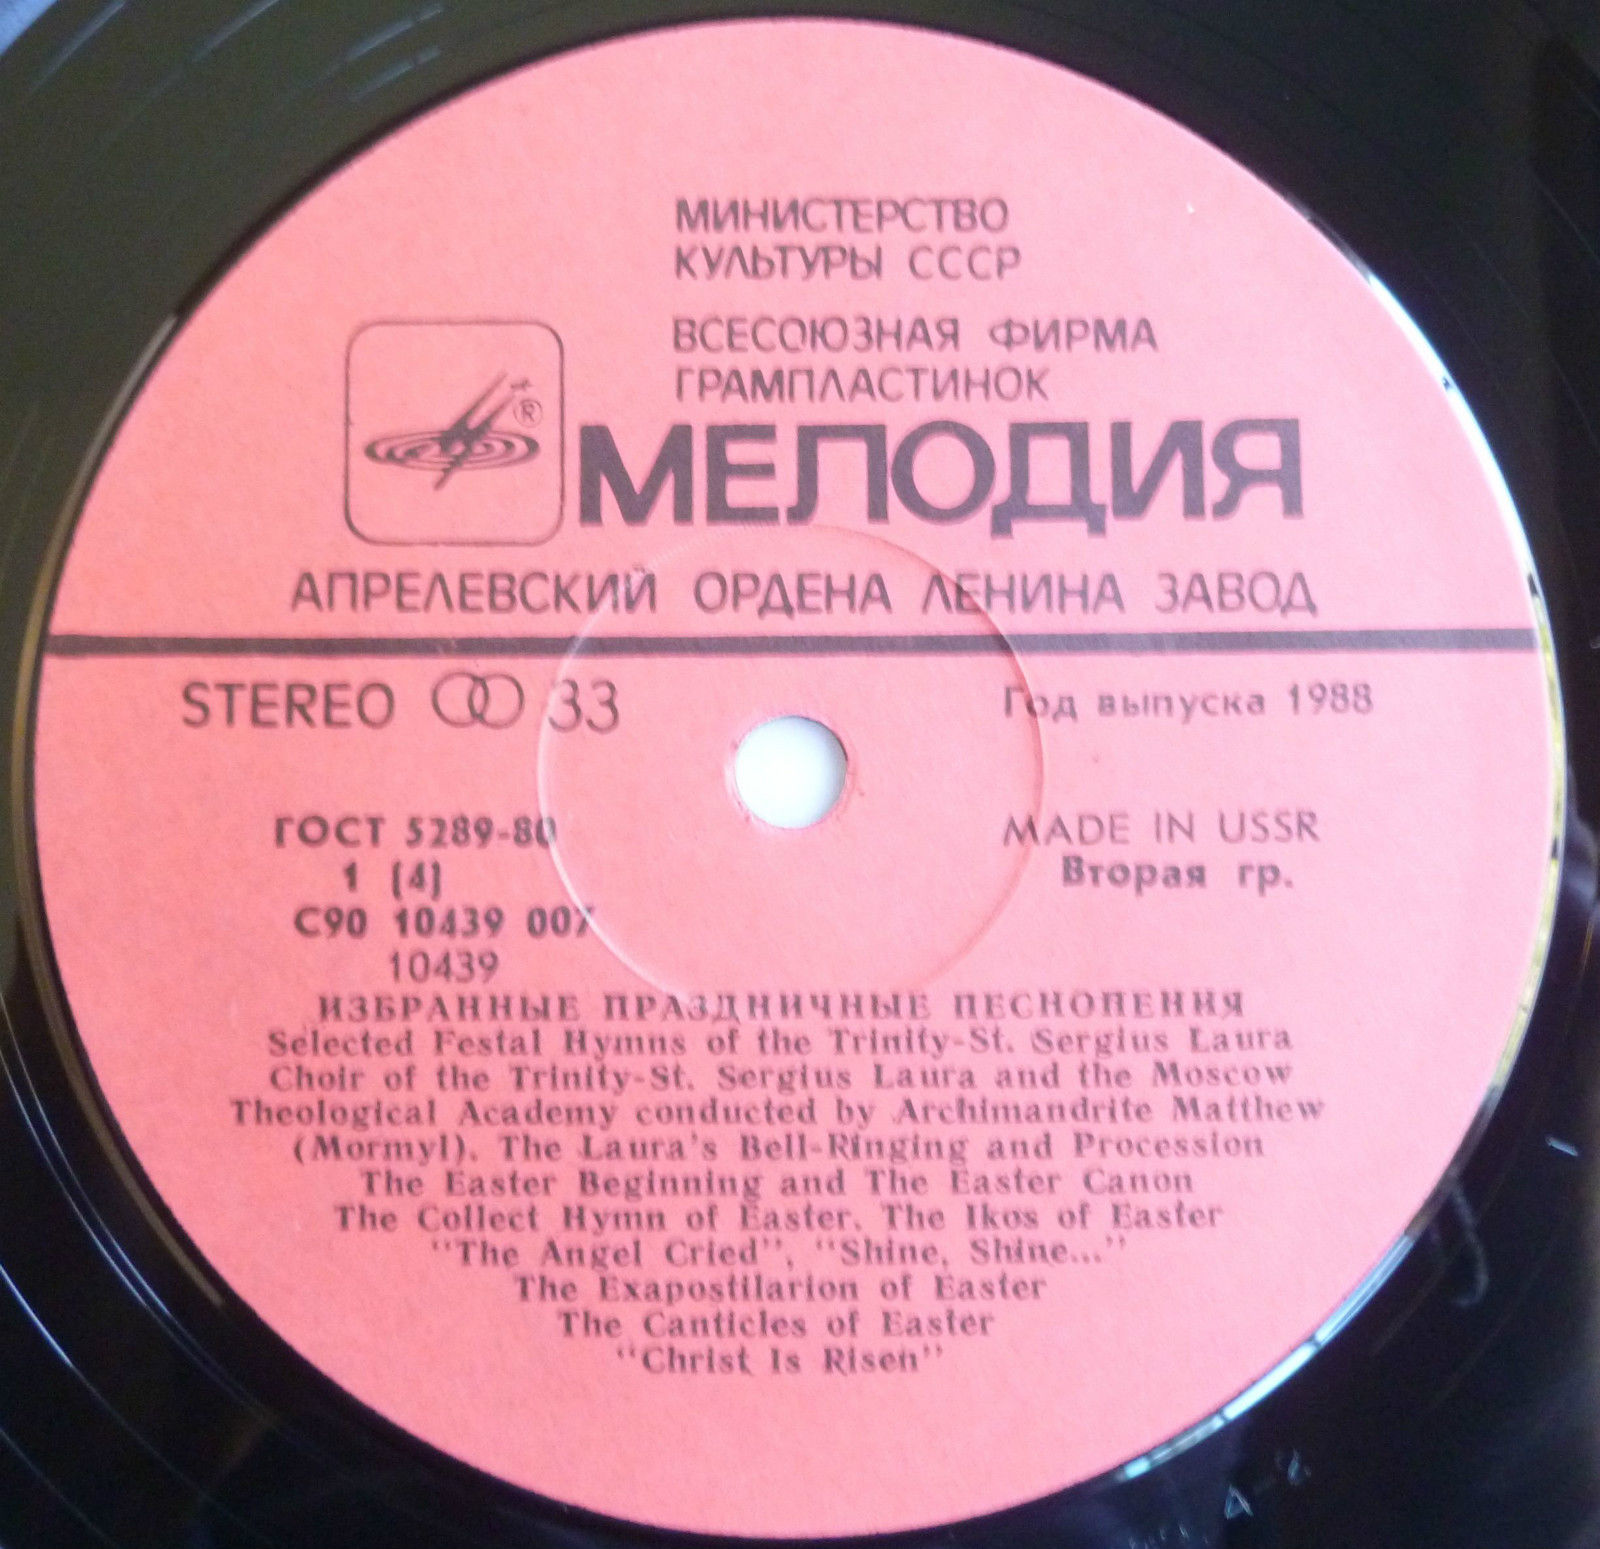 МИНИСТЕРСТВО
КУЛЬТУРЫ СССР
ВСЕСОЮЗНАЯ ФИРМА
ГРАМПЛАСТИНОК
®
МЕЛОДИЯ
АПРЕЛЕВСКИЙ ОРДЕНА ЛЕНИНА ЗАВОД
STEREO 33
Год выпуска 1988
ГОСТ 5289-80
MADE IN USSR
1 (4)
Вторая гр.
С90 10439 007
10439
ИЗБРАННЫЕ ПРАЗДНИЧНЫЕ ПЕСНОПЕНИЯ
Selected Festal Hymns of the Trinity-St. Sergius Laura
Choir of the Trinity-St. Sergius Laura and the Moscow
Theological Academy conducted by Archimandrite Matthew
(Mormyl). The Laura's Bell-Ringing and Procession
The Easter Beginning and The Easter Canon
The Collect Hymn of Easter. The Ikos of Easter
"The Angel Cried", "Shine, Shine..."
The Exapostilarion of Easter
The Canticles of Easter
"Christ Is Risen"